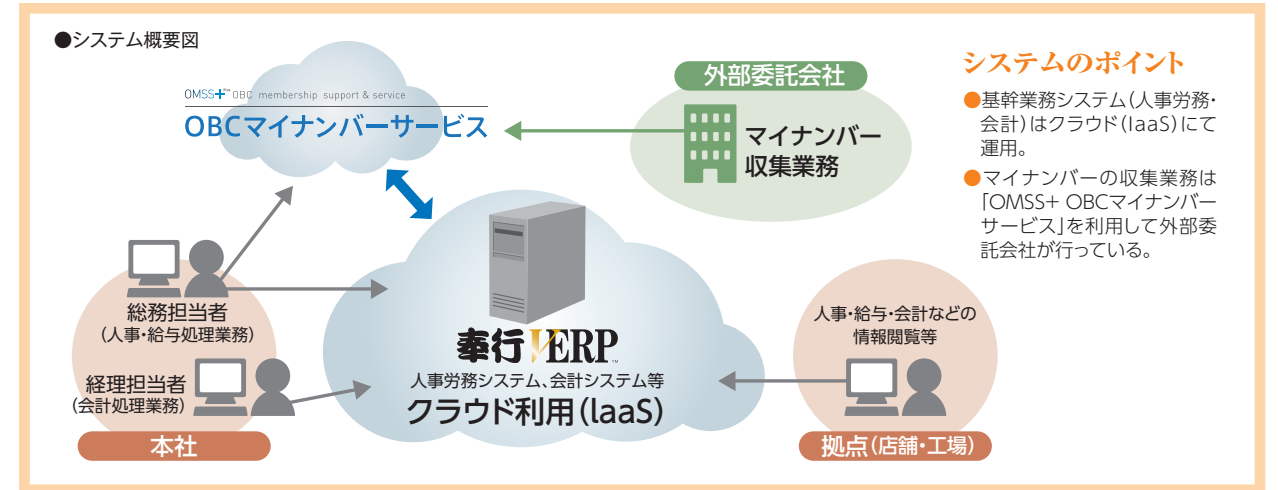 ●システム概要図
OMSS+™ OBC membership support & service
OBCマイナンバーサービス
外部委託会社
マイナンバー
収集業務
総務担当者
(人事・給与処理業務)
経理担当者
(会計処理業務)
本社
奉行VERP™
人事労務システム、会計システム等
クラウド利用(IaaS)
人事・給与・会計などの
情報閲覧等
拠点(店舗・工場)
システムのポイント
●基幹業務システム(人事労務・
会計)はクラウド(IaaS)にて
運用。
●マイナンバーの収集業務は
「OMSS+ OBCマイナンバー
サービス」を利用して外部委
託会社が行っている。